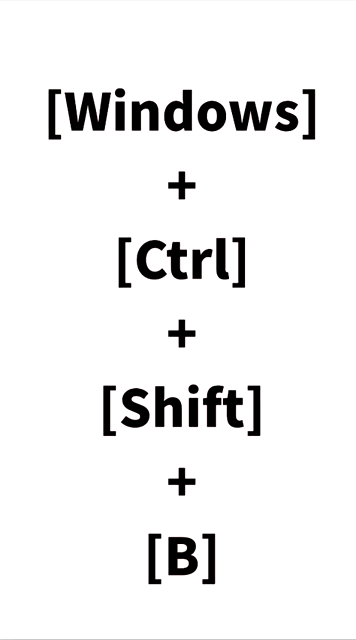 [Windows]
+
[Ctrl]
+
[Shift]
+
[B]